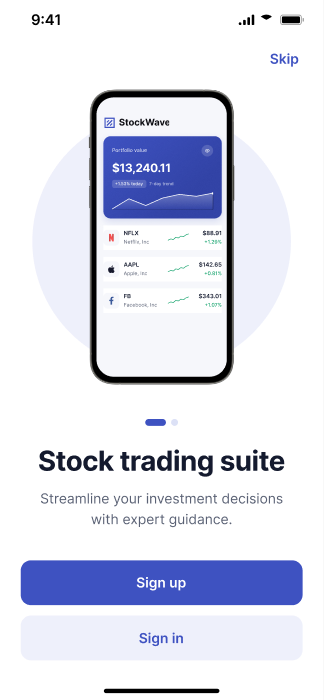 9:41
Skip
StockWave
Portfolio value
$13,240.11
+1.02% today 7-day trend
NFLX $88.91
Netflix, Inc +1.29%
AAPL $142.65
Apple, Inc +0.81%
FB $343.01
Facebook, Inc +1.07%
Stock trading suite
Streamline your investment decisions
with expert guidance.
Sign up
Sign in